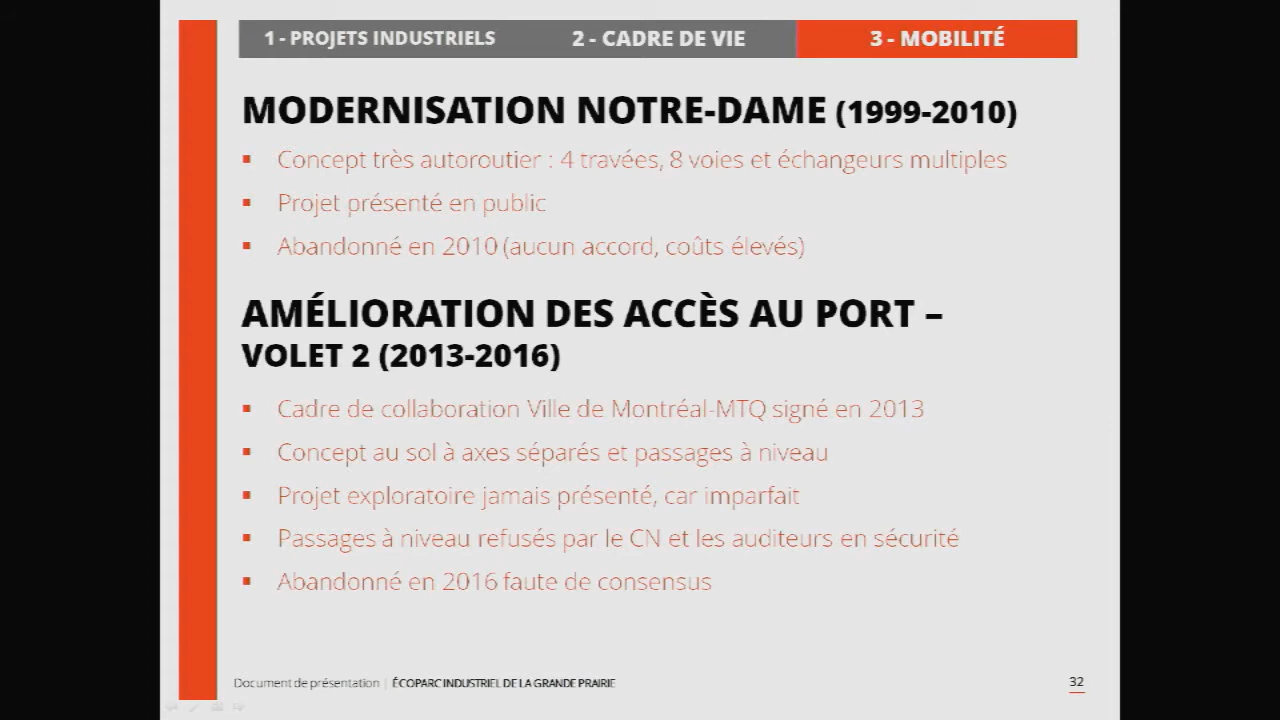 1 - PROJETS INDUSTRIELS 2 - CADRE DE VIE 3 - MOBILITÉ
MODERNISATION NOTRE-DAME (1999-2010)
▪ Concept très autoroutier : 4 travées, 8 voies et échangeurs multiples
▪ Projet présenté en public
▪ Abandonné en 2010 (aucun accord, coûts élevés)
AMÉLIORATION DES ACCÈS AU PORT –
VOLET 2 (2013-2016)
▪ Cadre de collaboration Ville de Montréal-MTQ signé en 2013
▪ Concept au sol à axes séparés et passages à niveau
▪ Projet exploratoire jamais présenté, car imparfait
▪ Passages à niveau refusés par le CN et les auditeurs en sécurité
▪ Abandonné en 2016 faute de consensus
Document de présentation | ÉCOPARC INDUSTRIEL DE LA GRANDE PRAIRIE 32